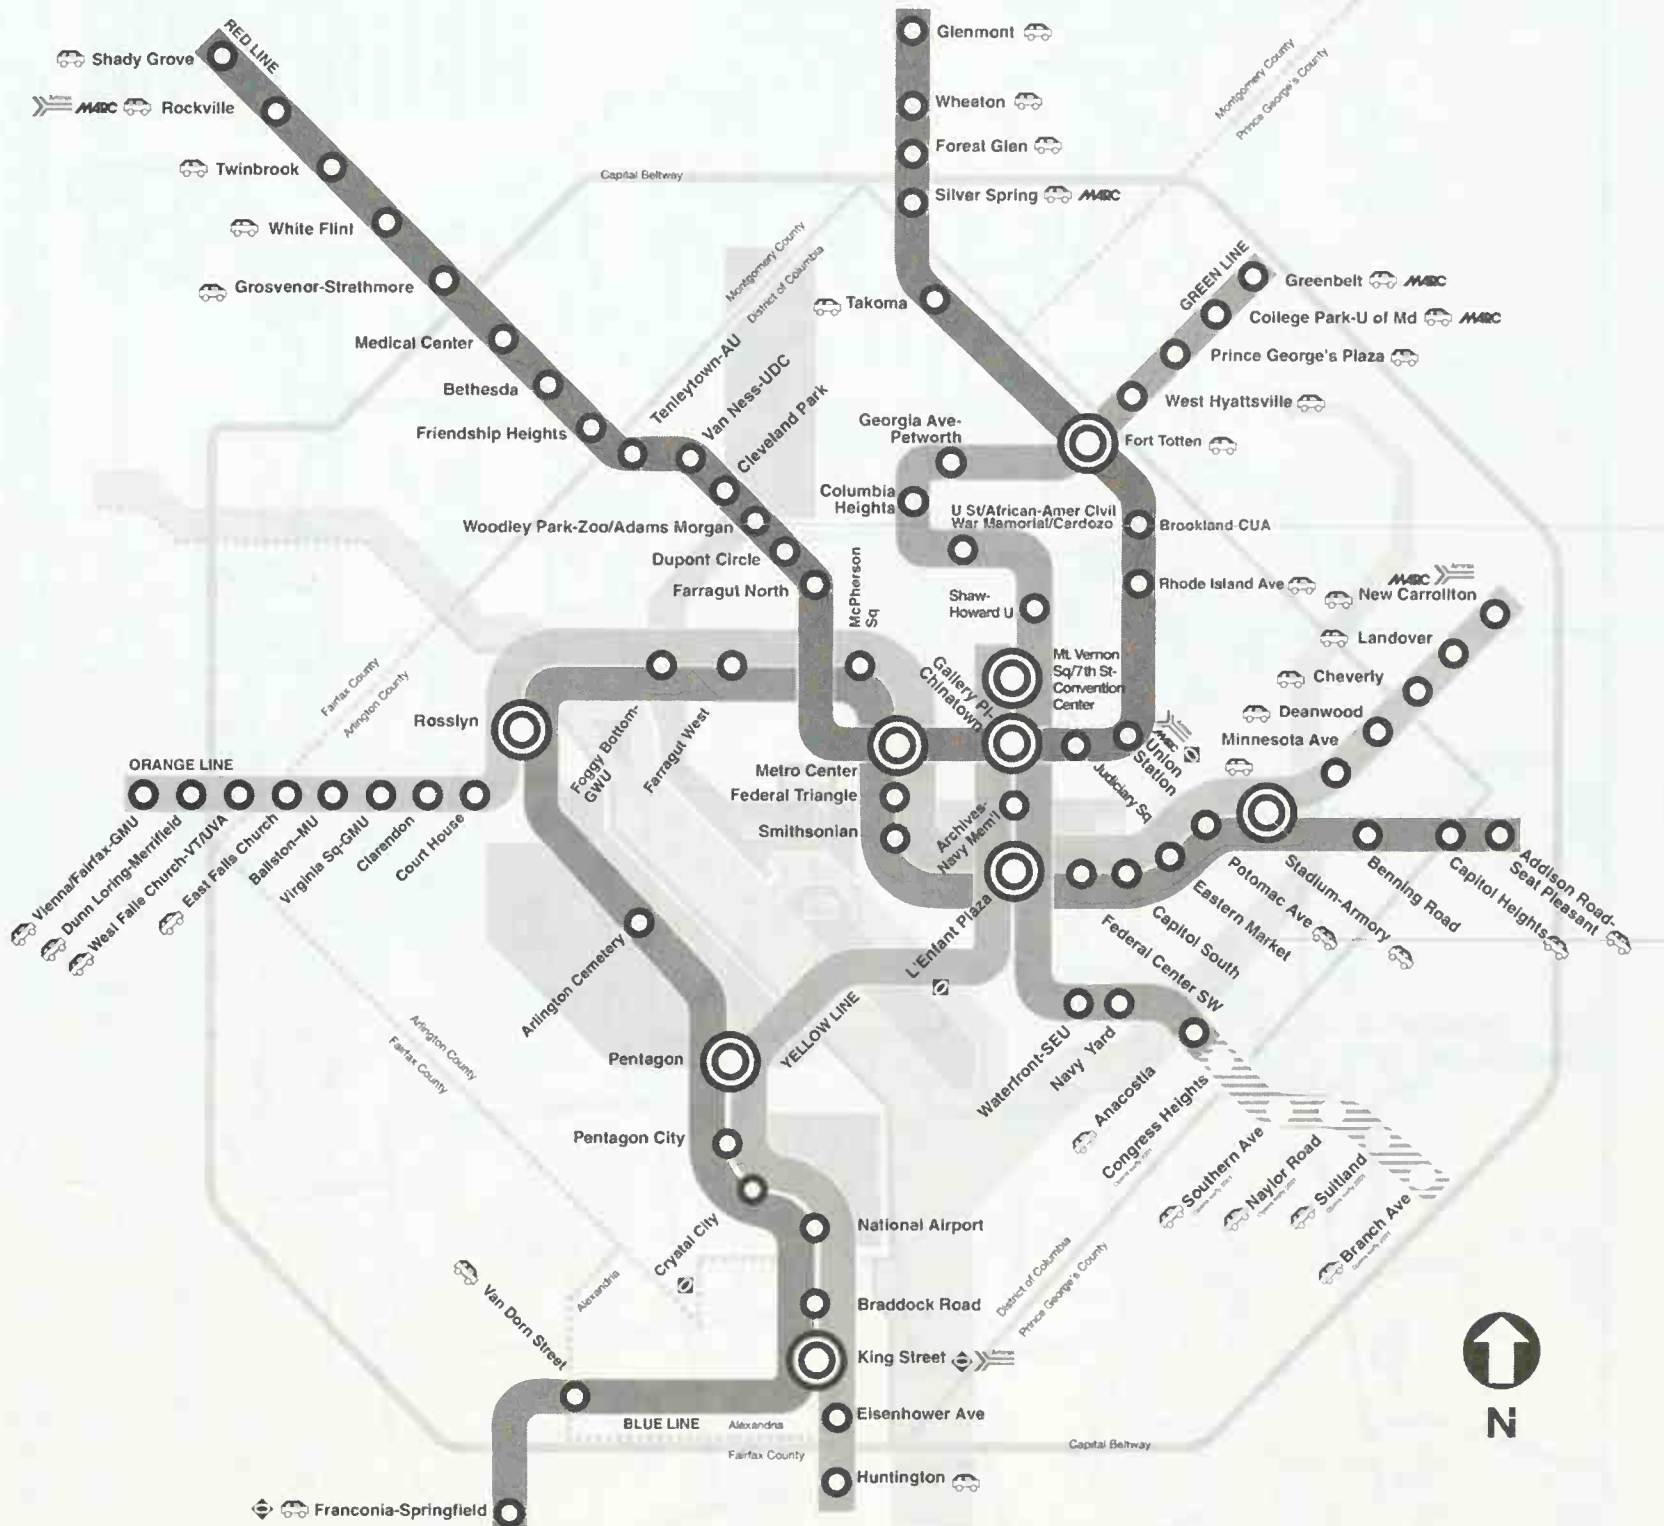 RED LINE
Shady Grove
MARC Rockville
Twinbrook
White Flint
Grosvenor-Strathmore
Medical Center
Bethesda
Friendship Heights
Tenleytown-AU
Van Ness-UDC
Cleveland Park
Woodley Park-Zoo/Adams Morgan
Dupont Circle
Farragut North
Capital Beltway
Montgomery County
District of Columbia
Glenmont
Wheaton
Forest Glen
Silver Spring MARC
Takoma
Montgomery County
Prince George's County
GREEN LINE
Greenbelt MARC
College Park-U of Md MARC
Prince George's Plaza
West Hyattsville
Fort Totten
Georgia Ave-
Petworth
Columbia
Heights
U St/African-Amer Civil
War Memorial/Cardozo
Shaw-
Howard U
Brookland-CUA
Rhode Island Ave
MARC
New Carrollton
Landover
Cheverly
Deanwood
Minnesota Ave
McPherson
Sq
Gallery Pl-
Chinatown
Mt. Vernon
Sq/7th St-
Convention
Center
Fairfax County
Arlington County
Rosslyn
Foggy Bottom-
GWU
Farragut West
Metro Center
Federal Triangle
Smithsonian
Archives-
Navy Mem'l
Judiciary Sq
Union
Station
MARC
ORANGE LINE
Vienna/Fairfax-GMU
Dunn Loring-Merrifield
West Falls Church-VT/UVA
East Falls Church
Ballston-MU
Virginia Sq-GMU
Clarendon
Court House
Arlington Cemetery
L'Enfant Plaza
Federal Center SW
Capitol South
Eastern Market
Potomac Ave
Stadium-Armory
Benning Road
Capitol Heights
Addison Road-
Seat Pleasant
Arlington County
Fairfax County
Pentagon
YELLOW LINE
Pentagon City
Crystal City
National Airport
Braddock Road
King Street
Eisenhower Ave
Huntington
Waterfront-SEU
Navy Yard
Anacostia
Congress Heights
Southern Ave
Naylor Road
Suitland
Branch Ave
District of Columbia
Prince George's County
Van Dorn Street
Alexandria
BLUE LINE
Alexandria
Fairfax County
Capital Beltway
Franconia-Springfield
N